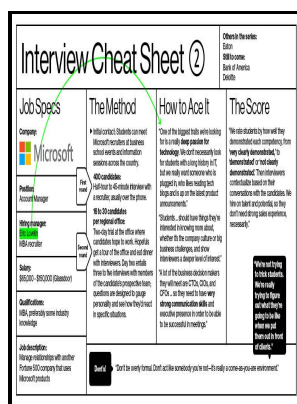 Interview Cheat Sheet 2
Others in the series:
Eaton
Still to come:
Bank of America
Deloitte
Job Specs
Company:
Microsoft
Position:
Account Manager
Hiring manager:
MBA recruiter
Salary:
(Glassdoor)
Qualifications:
MBA, preferably some industry
knowledge
Job description:
Manage relationships with another
Fortune 500 company that uses
Microsoft products
The Method
Initial contact: Students can meet
Microsoft recruiters at business
school events and information
sessions across the country.
First
round
400 candidates:
Half-hour to 45-minute interview with
a recruiter, usually over the phone.
Second
round
15 to 30 candidates
per regional office:
Two-day trial at the office where
candidates hope to work. Hopefuls
get a tour of the office and eat dinner
with interviewers. Day two entails
three to five interviews with members
of the candidate's prospective team;
questions are designed to gauge
personality and see how they'd react
in specific situations.
How to Ace It
"One of the biggest traits we're looking
for is a really deep passion for
technology. We don't necessarily look
for students with a long history in IT,
but we really want someone who is
plugged in, who likes reading tech
blogs and is up on the latest product
announcements."
"Students... should have things they're
interested in knowing more about,
whether it's the company culture or big
business challenges, and show
interviewers a deeper level of interest."
"A lot of the business decision makers
they will meet are CTOs, CIOs, and
CFOs ... so they need to have very
strong communication skills and
executive presence in order to be able
to be successful in meetings."
The Score
"We rate students by how well they
demonstrated each competency, from
'very clearly demonstrated,' to
'demonstrated' or 'not clearly
demonstrated.' Then interviewers
contextualize based on their
conversations with the candidates. We
hire on talent and potential, so they
don't need strong sales experience,
necessarily."
"We're not trying
to trick students.
We're really
trying to figure
out what they're
going to be like
when we put
them out in front
of clients."
Don't! "Don't be overly formal. Don't act like somebody you're not—it's really a come-as-you-are environment."